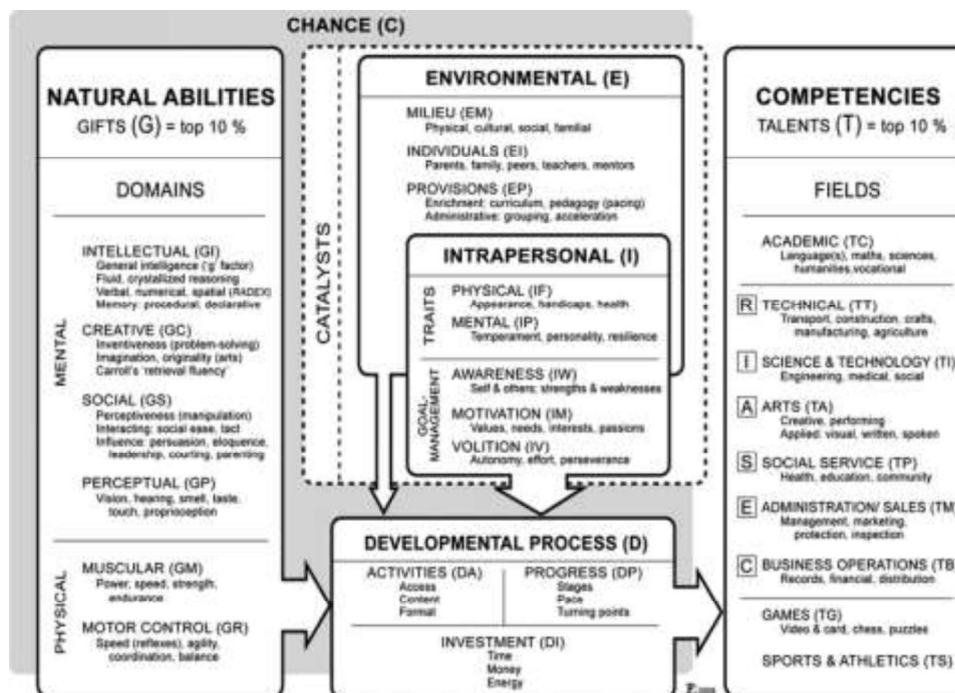 CHANCE (C)
NATURAL ABILITIES
GIFTS (G) = top 10 %
DOMAINS
MENTAL
INTELLECTUAL (GI)
General intelligence ('g' factor)
Fluid, crystallized reasoning
Verbal, numerical, spatial (RADEX)
Memory: procedural, declarative
CREATIVE (GC)
Inventiveness (problem-solving)
Imagination, originality (arts)
Carroll's 'retrieval fluency'
SOCIAL (GS)
Perceptiveness (manipulation)
Interacting: social ease, tact
Influence: persuasion, eloquence,
leadership, courting, parenting
PERCEPTUAL (GP)
Vision, hearing, smell, taste,
touch, proprioception
PHYSICAL
MUSCULAR (GM)
Power, speed, strength,
endurance
MOTOR CONTROL (GR)
Speed (reflexes), agility,
coordination, balance
CATALYSTS
ENVIRONMENTAL (E)
MILIEU (EM)
Physical, cultural, social, familial
INDIVIDUALS (EI)
Parents, family, peers, teachers, mentors
PROVISIONS (EP)
Enrichment: curriculum, pedagogy (pacing)
Administrative: grouping, acceleration
INTRAPERSONAL (I)
TRAITS
PHYSICAL (IF)
Appearance, handicaps, health
MENTAL (IP)
Temperament, personality, resilience
GOAL-
MANAGEMENT
AWARENESS (IW)
Self & others: strengths & weaknesses
MOTIVATION (IM)
Values, needs, interests, passions
VOLITION (IV)
Autonomy, effort, perseverance
DEVELOPMENTAL PROCESS (D)
ACTIVITIES (DA)
Access
Content
Format
PROGRESS (DP)
Stages
Pace
Turning points
INVESTMENT (DI)
Time
Money
Energy
COMPETENCIES
TALENTS (T) = top 10 %
FIELDS
ACADEMIC (TC)
Language(s), maths, sciences,
humanities,vocational
R TECHNICAL (TT)
Transport, construction, crafts,
manufacturing, agriculture
I SCIENCE & TECHNOLOGY (TI)
Engineering, medical, social
A ARTS (TA)
Creative, performing
Applied: visual, written, spoken
S SOCIAL SERVICE (TP)
Health, education, community
E ADMINISTRATION/ SALES (TM)
Management, marketing,
protection, inspection
C BUSINESS OPERATIONS (TB)
Records, financial, distribution
GAMES (TG)
Video & card, chess, puzzles
SPORTS & ATHLETICS (TS)